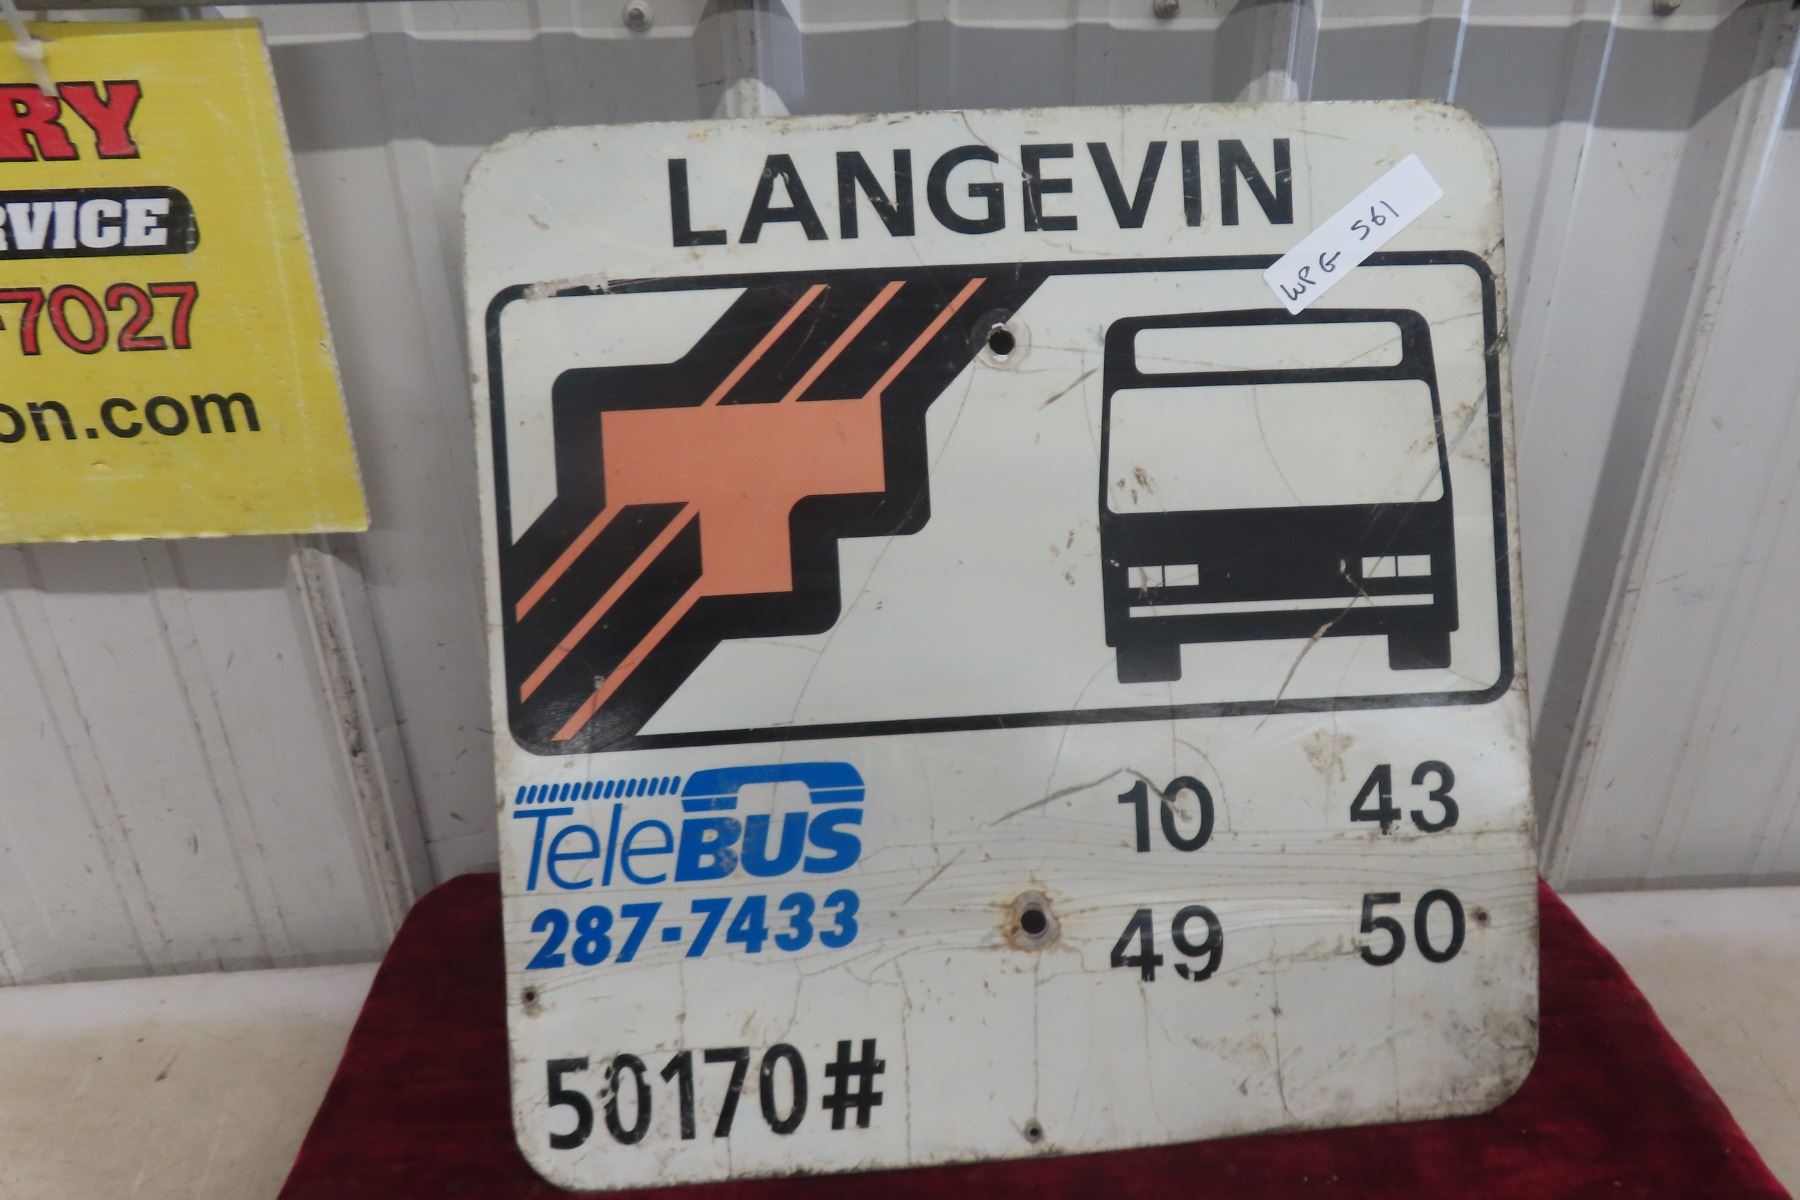 RY
RVICE
-7027
on.com
LANGEVIN
WPG 561
TeleBUS
287-7433
10 43
49 50
50170#